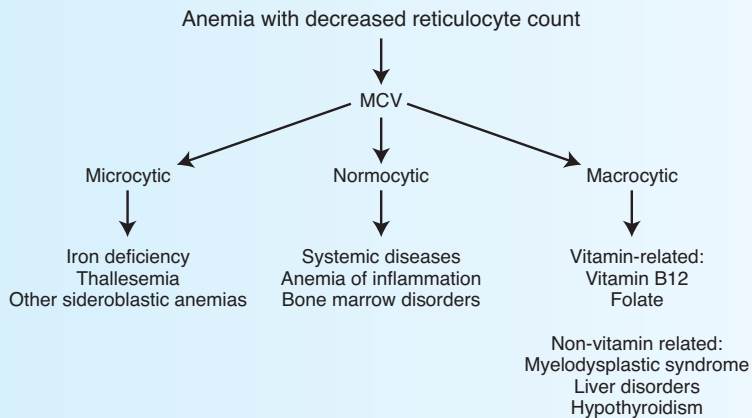 Anemia with decreased reticulocyte count
MCV
Microcytic
Normocytic
Macrocytic
Iron deficiency
Thallesemia
Other sideroblastic anemias
Systemic diseases
Anemia of inflammation
Bone marrow disorders
Vitamin-related:
Vitamin B12
Folate
Non-vitamin related:
Myelodysplastic syndrome
Liver disorders
Hypothyroidism